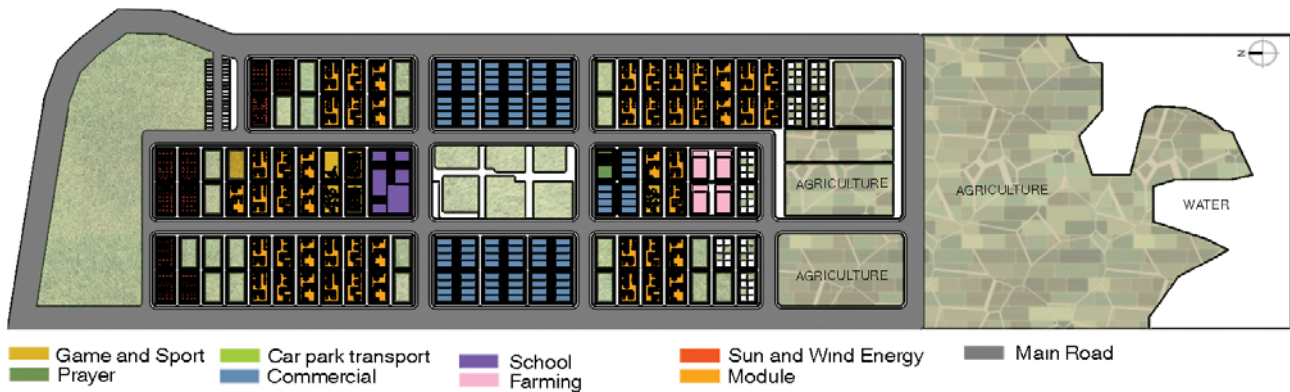 N
AGRICULTURE
AGRICULTURE
WATER
AGRICULTURE
Game and Sport
Car park transport
School
Sun and Wind Energy
Main Road
Prayer
Commercial
Farming
Module